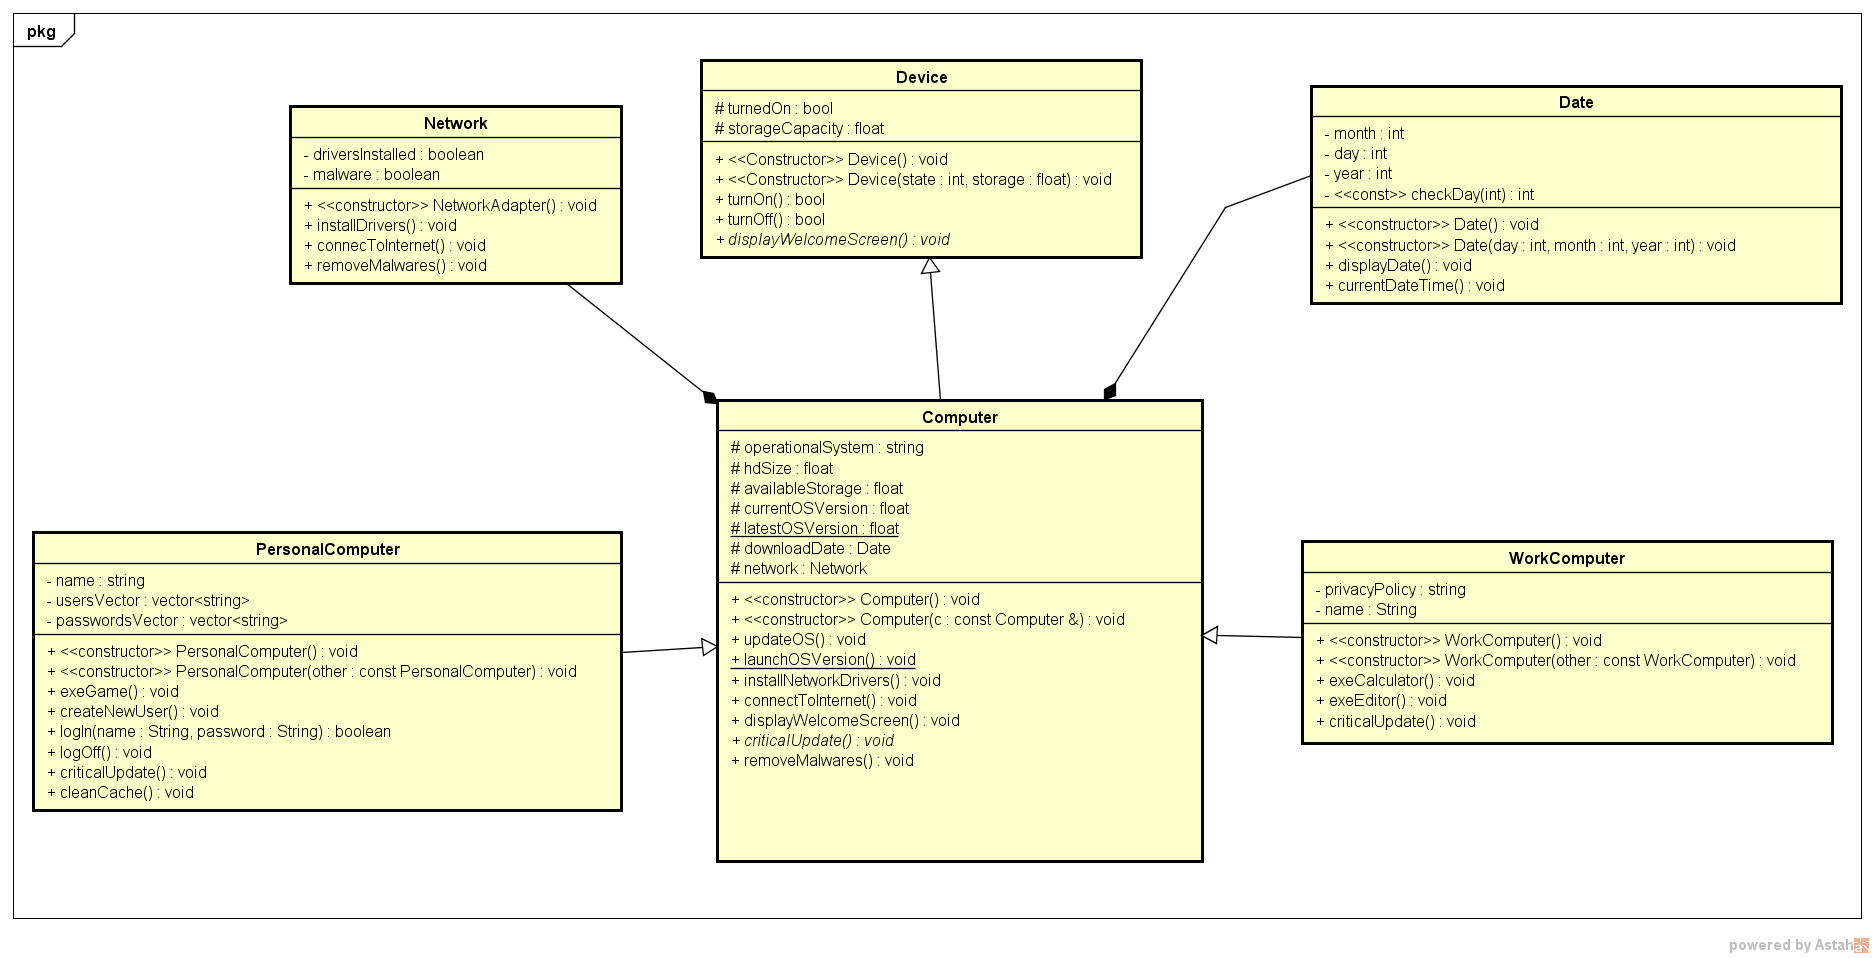 pkg
Network
- driversInstalled : boolean
- malware : boolean
+ <<constructor>> NetworkAdapter() : void
+ installDrivers() : void
+ connecToInternet() : void
+ removeMalwares() : void
Device
# turnedOn : bool
# storageCapacity : float
+ <<Constructor>> Device() : void
+ <<Constructor>> Device(state : int, storage : float) : void
+ turnOn() : bool
+ turnOff() : bool
+ displayWelcomeScreen() : void
Date
- month : int
- day : int
- year : int
- <<const>> checkDay(int) : int
+ <<constructor>> Date() : void
+ <<constructor>> Date(day : int, month : int, year : int) : void
+ displayDate() : void
+ currentDateTime() : void
Computer
# operationalSystem : string
# hdSize : float
# availableStorage : float
# currentOSVersion : float
# latestOSVersion : float
# downloadDate : Date
# network : Network
+ <<constructor>> Computer() : void
+ <<constructor>> Computer(c : const Computer &) : void
+ updateOS() : void
+ launchOSVersion() : void
+ installNetworkDrivers() : void
+ connectToInternet() : void
+ displayWelcomeScreen() : void
+ criticalUpdate() : void
+ removeMalwares() : void
PersonalComputer
- name : string
- usersVector : vector<string>
- passwordsVector : vector<string>
+ <<constructor>> PersonalComputer() : void
+ <<constructor>> PersonalComputer(other : const PersonalComputer) : void
+ exeGame() : void
+ createNewUser() : void
+ logIn(name : String, password : String) : boolean
+ logOff() : void
+ criticalUpdate() : void
+ cleanCache() : void
WorkComputer
- privacyPolicy : string
- name : String
+ <<constructor>> WorkComputer() : void
+ <<constructor>> WorkComputer(other : const WorkComputer) : void
+ exeCalculator() : void
+ exeEditor() : void
+ criticalUpdate() : void
powered by Astah